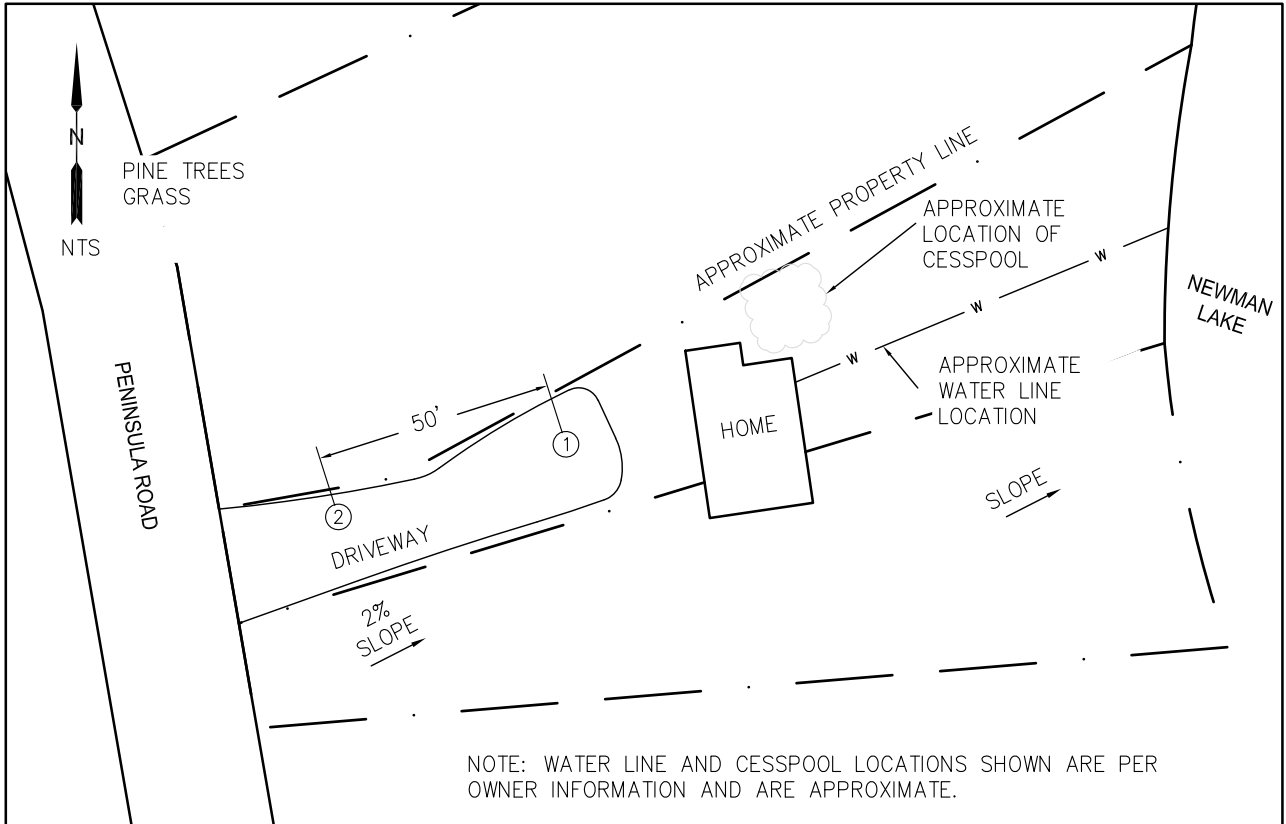 N
NTS
PINE TREES
GRASS
PENINSULA ROAD
APPROXIMATE PROPERTY LINE
APPROXIMATE
LOCATION OF
CESSPOOL
W
W
W
NEWMAN
LAKE
APPROXIMATE
WATER LINE
LOCATION
HOME
50'
1
2
DRIVEWAY
2%
SLOPE
SLOPE
NOTE: WATER LINE AND CESSPOOL LOCATIONS SHOWN ARE PER
OWNER INFORMATION AND ARE APPROXIMATE.